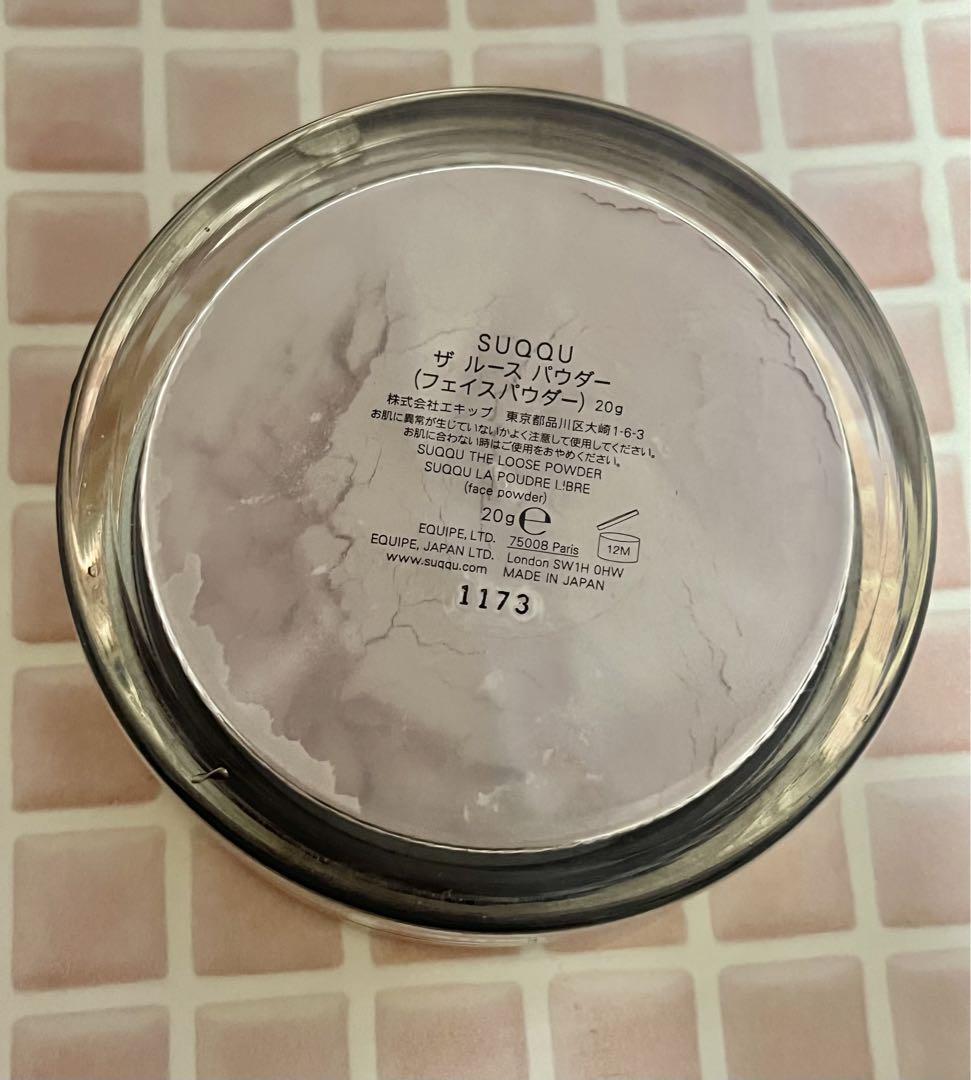 SUQQU
ザ ルース パウダー
(フェイスパウダー) 20g
株式会社エキップ 東京都品川区大崎1-6-3
お肌に異常が生じていないかよく注意して使用してください。
お肌に合わない時はご使用をおやめください。
SUQQU THE LOOSE POWDER
SUQQU LA POUDRE LIBRE
(face powder)
20g ℮
12M
EQUIPE, LTD. 75008 Paris
EQUIPE, JAPAN LTD. London SW1H 0HW
www.suqqu.com MADE IN JAPAN
1173